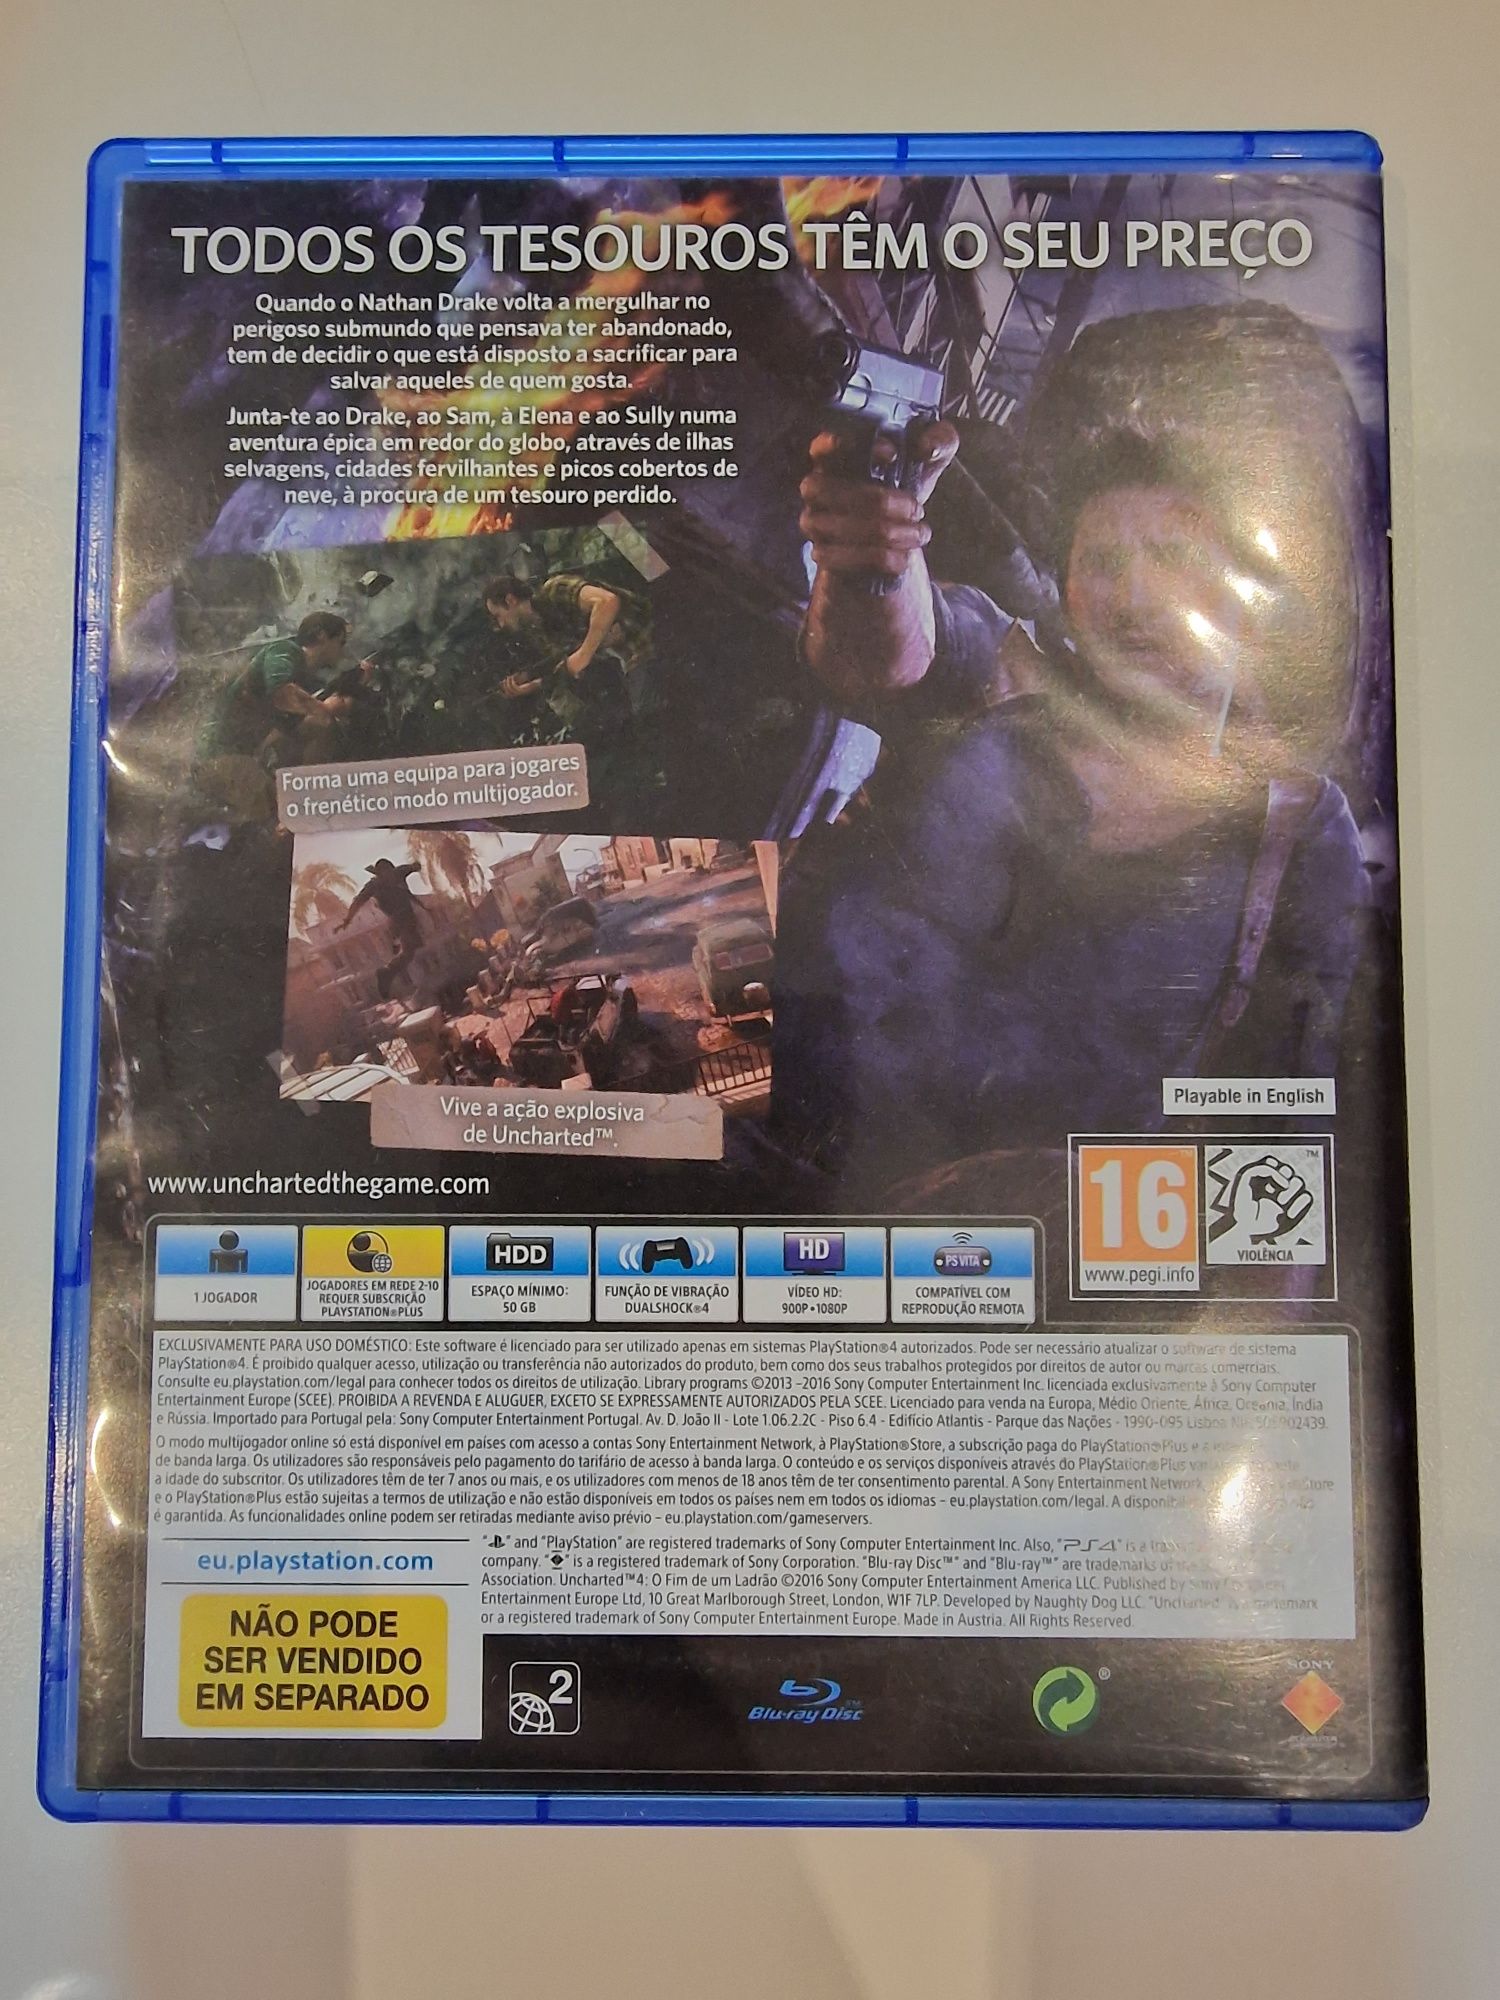 TODOS OS TESOUROS TÊM O SEU PREÇO
Quando o Nathan Drake volta a mergulhar no
perigoso submundo que pensava ter abandonado,
tem de decidir o que está disposto a sacrificar para
salvar aqueles de quem gosta.
Junta-te ao Drake, ao Sam, à Elena e ao Sully numa
aventura épica em redor do globo, através de ilhas
selvagens, cidades fervilhantes e picos cobertos de
neve, à procura de um tesouro perdido.
Forma uma equipa para jogares
o frenético modo multijogador.
Vive a ação explosiva
de Uncharted™.
Playable in English
www.unchartedthegame.com
16
www.pegi.info
VIOLÊNCIA
™
1 JOGADOR
JOGADORES EM REDE 2-10
REQUER SUBSCRIÇÃO
PLAYSTATION®PLUS
HDD
ESPAÇO MÍNIMO:
50 GB
FUNÇÃO DE VIBRAÇÃO
DUALSHOCK®4
HD
VÍDEO HD:
900P•1080P
PS VITA
COMPATÍVEL COM
REPRODUÇÃO REMOTA
EXCLUSIVAMENTE PARA USO DOMÉSTICO: Este software é licenciado para ser utilizado apenas em sistemas PlayStation®4 autorizados. Pode ser necessário atualizar o software de sistema
PlayStation®4. É proibido qualquer acesso, utilização ou transferência não autorizados do produto, bem como dos seus trabalhos protegidos por direitos de autor ou marcas comerciais.
Consulte eu.playstation.com/legal para conhecer todos os direitos de utilização. Library programs ©2013 -2016 Sony Computer Entertainment Inc. licenciada exclusivamente à Sony Computer
Entertainment Europe (SCEE). PROIBIDA A REVENDA E ALUGUER, EXCETO SE EXPRESSAMENTE AUTORIZADOS PELA SCEE. Licenciado para venda na Europa, Médio Oriente, África, Oceania, Índia
e Rússia. Importado para Portugal pela: Sony Computer Entertainment Portugal. Av. D. João II - Lote 1.06.2.2C - Piso 6.4 - Edifício Atlantis - Parque das Nações - 1990-095 Lisboa
O modo multijogador online só está disponível em países com acesso a contas Sony Entertainment Network, à PlayStation®Store, a subscrição paga do PlayStation®Plus e a
de banda larga. Os utilizadores são responsáveis pelo pagamento do tarifário de acesso à banda larga. O conteúdo e os serviços disponíveis através do PlayStation®Plus
a idade do subscritor. Os utilizadores têm de ter 7 anos ou mais, e os utilizadores com menos de 18 anos têm de ter consentimento parental. A Sony Entertainment Network,
e o PlayStation®Plus estão sujeitas a termos de utilização e não estão disponíveis em todos os países nem em todos os idiomas – eu.playstation.com/legal. A
é garantida. As funcionalidades online podem ser retiradas mediante aviso prévio – eu.playstation.com/gameservers.
eu.playstation.com
" " and "PlayStation" are registered trademarks of Sony Computer Entertainment Inc. Also, "PS4" is a
company. " " is a registered trademark of Sony Corporation. "Blu-ray Disc™" and "Blu-ray™" are trademarks of
Association. Uncharted™4: O Fim de um Ladrão ©2016 Sony Computer Entertainment America LLC. Published by Sony
Entertainment Europe Ltd, 10 Great Marlborough Street, London, W1F 7LP. Developed by Naughty Dog LLC. "Uncharted" is a trademark
or a registered trademark of Sony Computer Entertainment Europe. Made in Austria. All Rights Reserved.
NÃO PODE
SER VENDIDO
EM SEPARADO
2
Blu-ray Disc
®
SONY